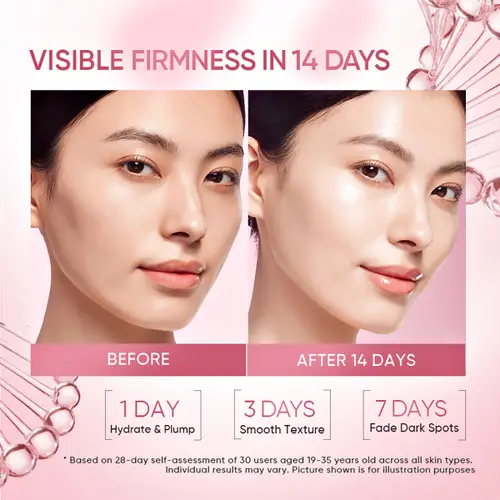 VISIBLE FIRMNESS IN 14 DAYS
BEFORE
AFTER 14 DAYS
1 DAY
Hydrate & Plump
3 DAYS
Smooth Texture
7 DAYS
Fade Dark Spots
* Based on 28-day self-assessment of 30 users aged 19-35 years old across all skin types.
Individual results may vary. Picture shown is for illustration purposes